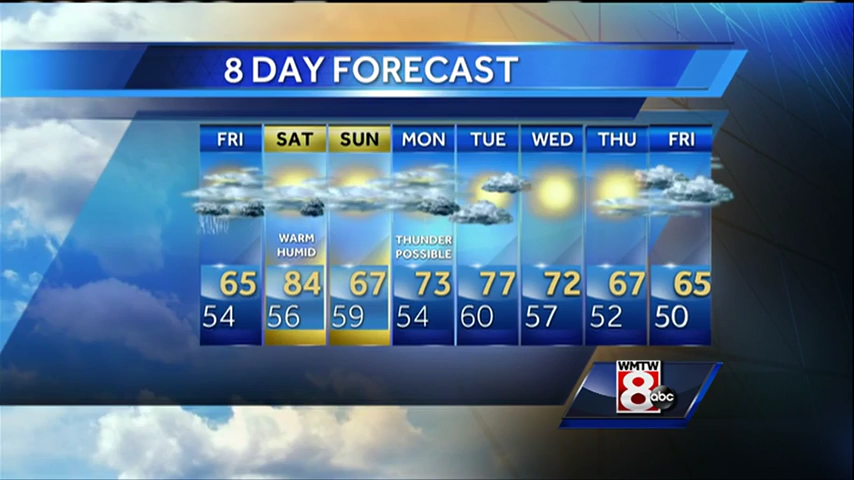 8 DAY FORECAST
FRI SAT SUN MON TUE WED THU FRI
WARM HUMID THUNDER POSSIBLE
65 84 67 73 77 72 67 65
54 56 59 54 60 57 52 50
WMTW
8
abc